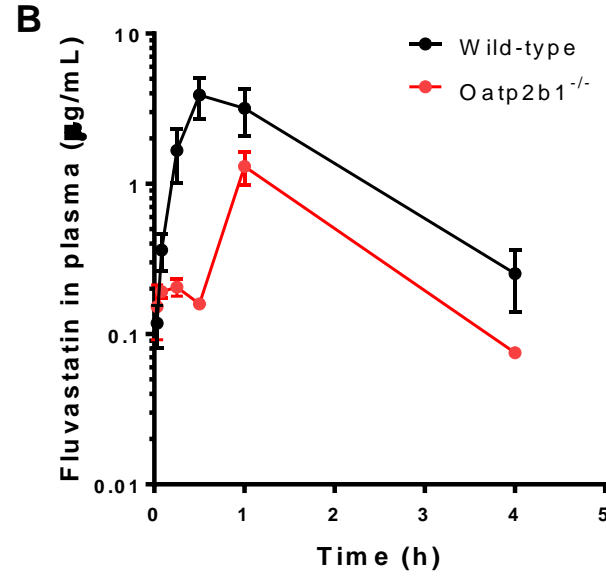 B
Wild-type
Oatp2b1-/-
Fluvastatin in plasma (μg/mL)
10
1
0.1
0.01
0
1
2
3
4
5
Time (h)